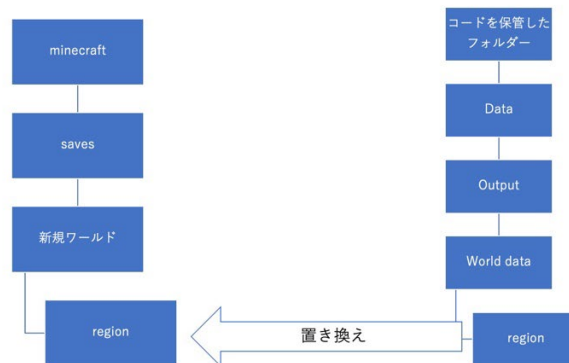 minecraft
saves
新規ワールド
region
コードを保管した
フォルダー
Data
Output
World data
region
置き換え